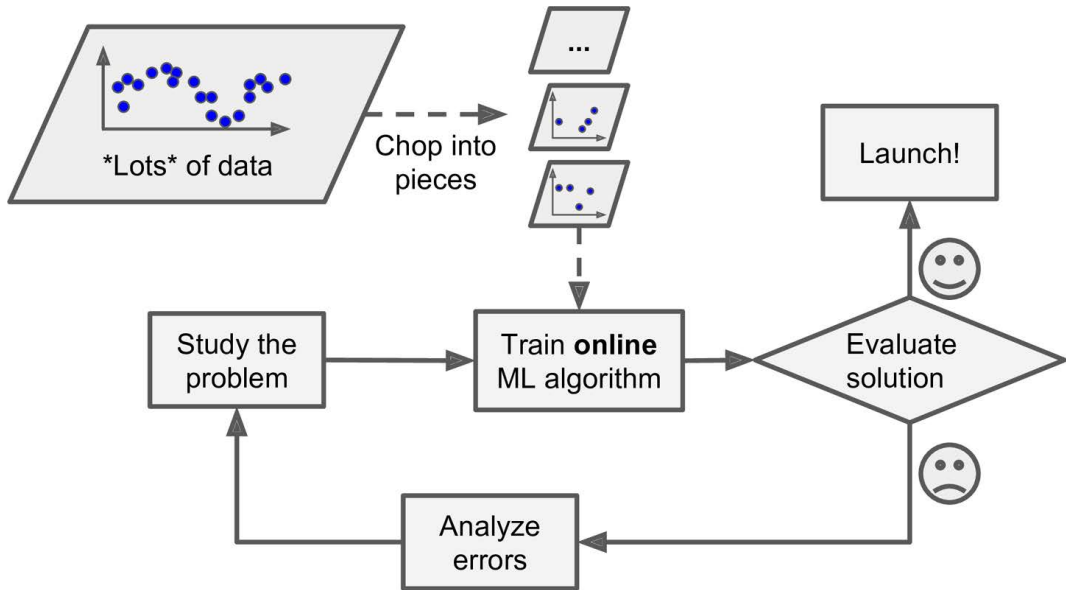 *Lots* of data
Chop into
pieces
...
Study the
problem
Train online
ML algorithm
Evaluate
solution
Launch!
Analyze
errors